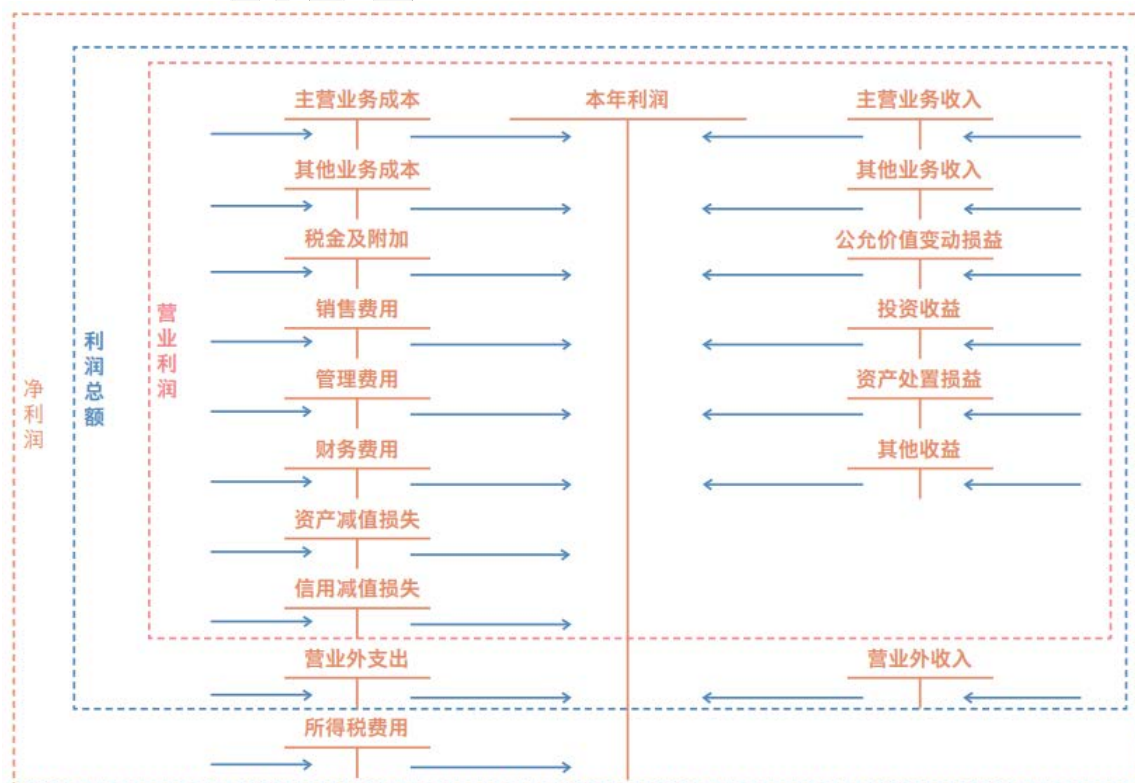 主营业务成本 本年利润 主营业务收入
其他业务成本 其他业务收入
税金及附加 公允价值变动损益
销售费用 投资收益
管理费用 资产处置损益
财务费用 其他收益
资产减值损失
信用减值损失
营业外支出 营业外收入
所得税费用
营业利润
利润总额
净利润